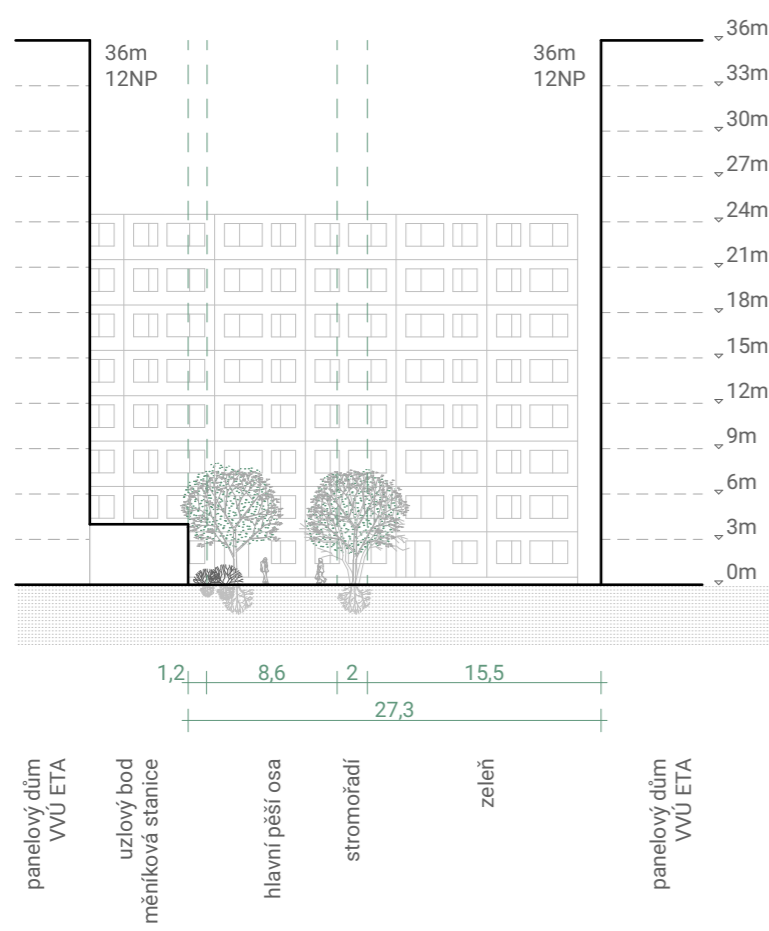 36m
12NP
36m
12NP
36m
33m
30m
27m
24m
21m
18m
15m
12m
9m
6m
3m
0m
1,2
8,6
2
15,5
27,3
panelový dům
VVÚ ETA
uzlový bod
měníková stanice
hlavní pěší osa
stromořadí
zeleň
panelový dům
VVÚ ETA